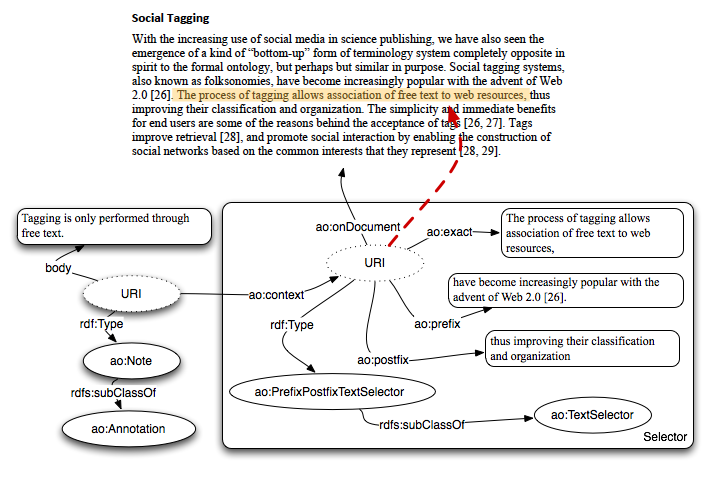 Social Tagging
With the increasing use of social media in science publishing, we have also seen the
emergence of a kind of “bottom-up” form of terminology system completely opposite in
spirit to the formal ontology, but perhaps but similar in purpose. Social tagging systems,
also known as folksonomies, have become increasingly popular with the advent of Web
2.0 [26]. The process of tagging allows association of free text to web resources, thus
improving their classification and organization. The simplicity and immediate benefits
for end users are some of the reasons behind the acceptance of tags [26, 27]. Tags
improve retrieval [28], and promote social interaction by enabling the construction of
social networks based on the common interests that they represent [28, 29].
Tagging is only performed through
free text.
body
URI
rdf:Type
ao:Note
rdfs:subClassOf
ao:Annotation
ao:context
ao:onDocument
URI
ao:exact
The process of tagging allows
association of free text to web
resources,
ao:prefix
have become increasingly popular with the
advent of Web 2.0 [26].
ao:postfix
thus improving their classification
and organization
rdf:Type
ao:PrefixPostfixTextSelector
rdfs:subClassOf
ao:TextSelector
Selector